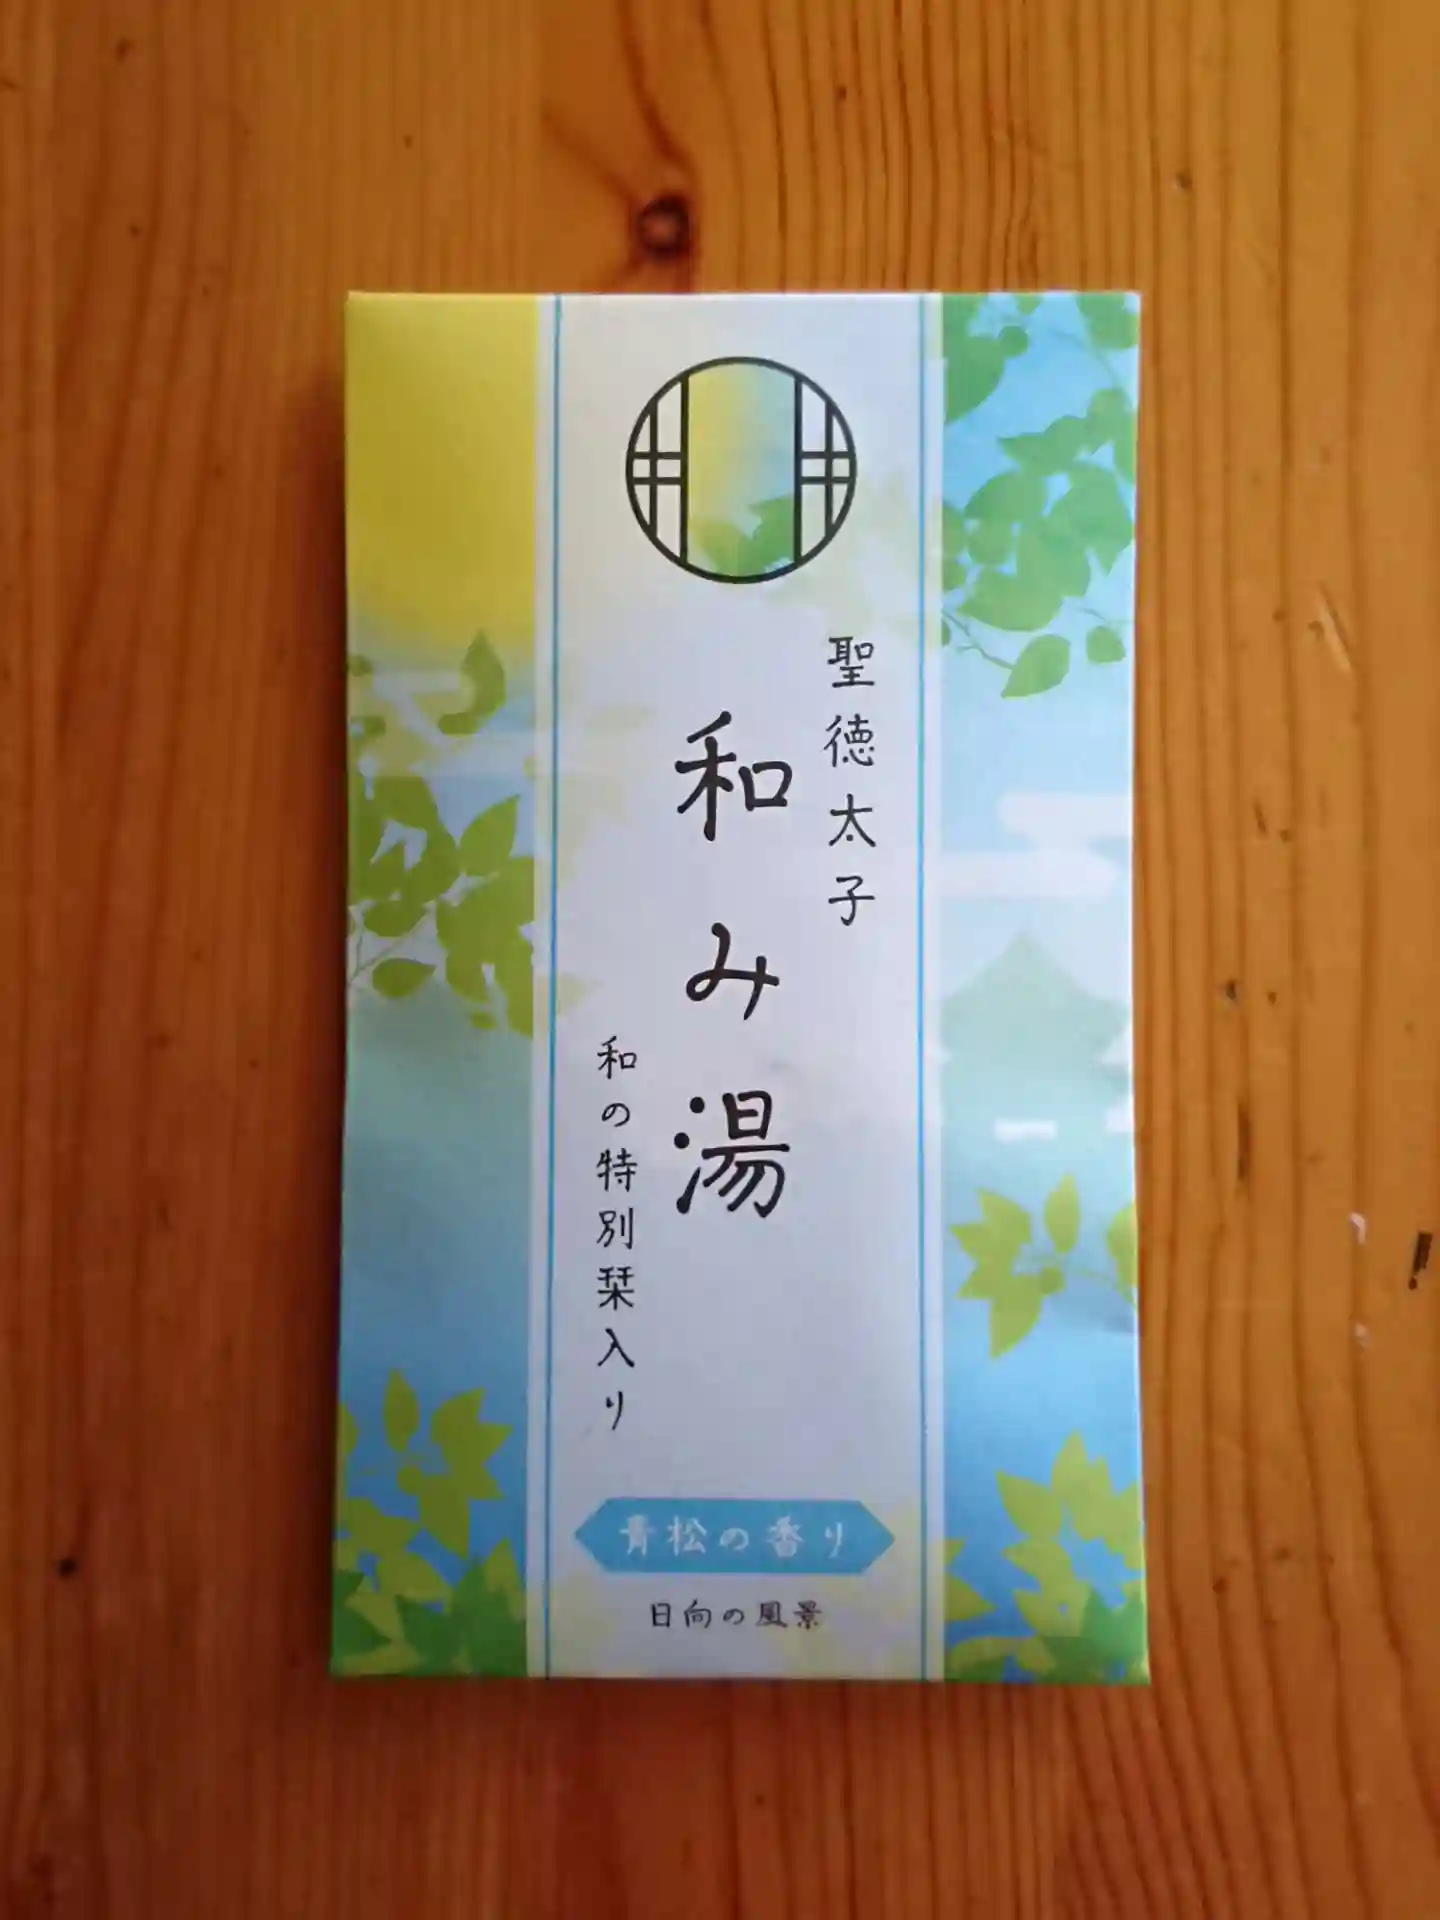 聖徳太子
和み湯
和の特別栞入り
青松の香り
日向の風景